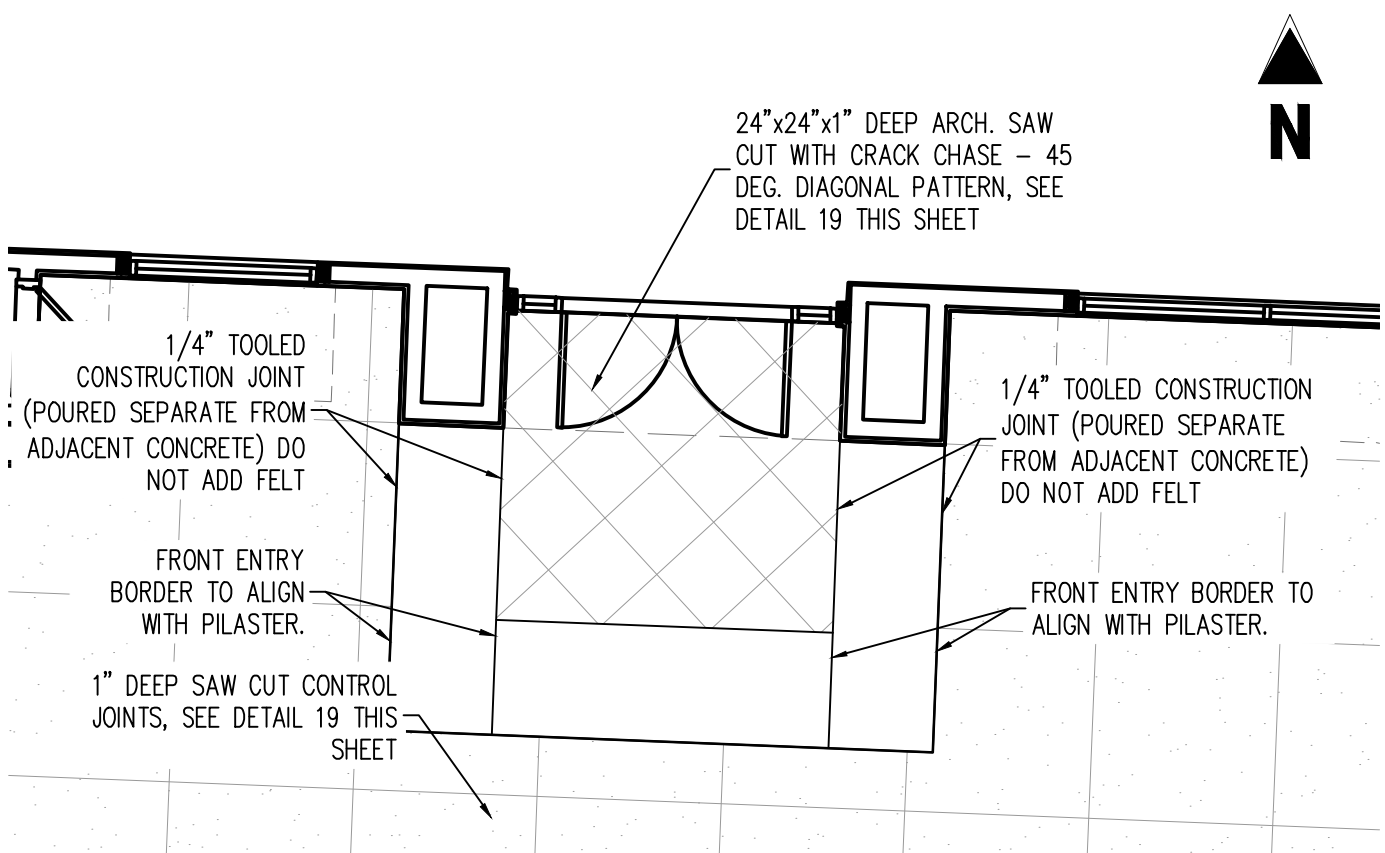 N
24”x24”x1” DEEP ARCH. SAW
CUT WITH CRACK CHASE – 45
DEG. DIAGONAL PATTERN, SEE
DETAIL 19 THIS SHEET
1/4” TOOLED
CONSTRUCTION JOINT
(POURED SEPARATE FROM
ADJACENT CONCRETE) DO
NOT ADD FELT
1/4” TOOLED CONSTRUCTION
JOINT (POURED SEPARATE
FROM ADJACENT CONCRETE)
DO NOT ADD FELT
FRONT ENTRY
BORDER TO ALIGN
WITH PILASTER.
FRONT ENTRY BORDER TO
ALIGN WITH PILASTER.
1” DEEP SAW CUT CONTROL
JOINTS, SEE DETAIL 19 THIS
SHEET